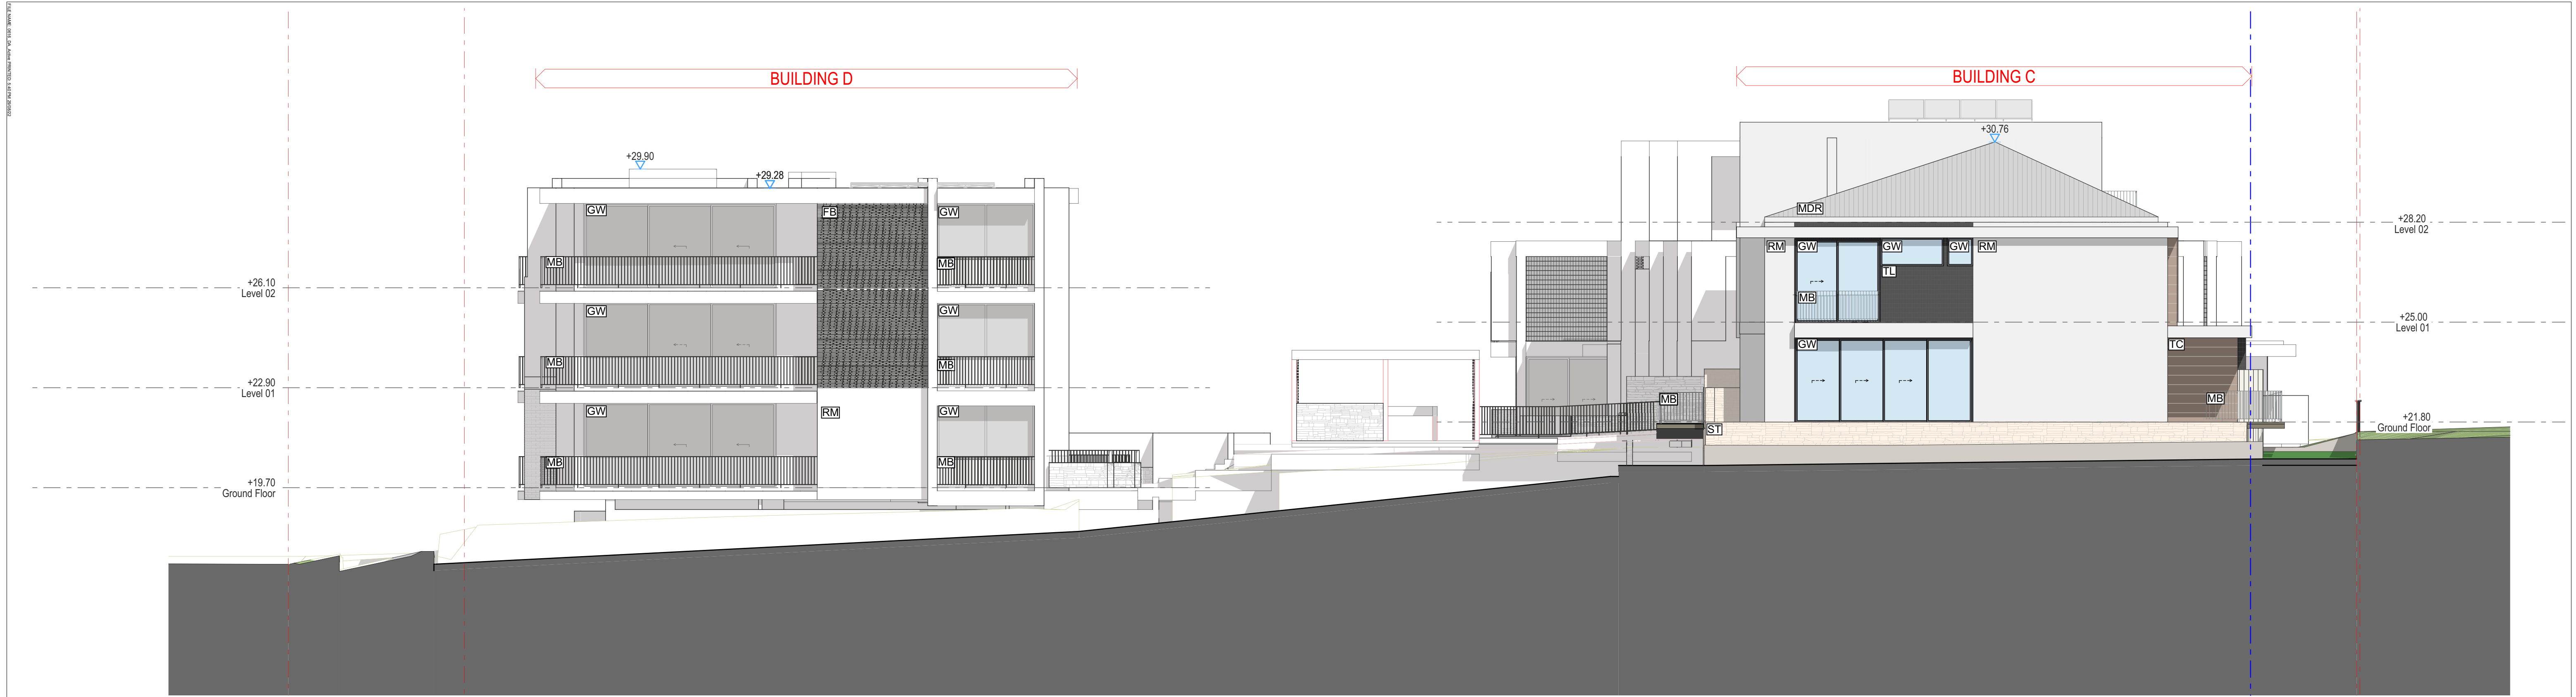 BUILDING D
BUILDING C
+29.90
+29.28
+30.76
GW
FB
GW
MDR
+28.20
Level 02
RM
GW
GW
GW
RM
MB
MB
TL
+26.10
Level 02
MB
GW
GW
+25.00
Level 01
GW
TC
MB
MB
+22.90
Level 01
MB
MB
GW
RM
GW
+21.80
Ground Floor
ST
MB
MB
+19.70
Ground Floor